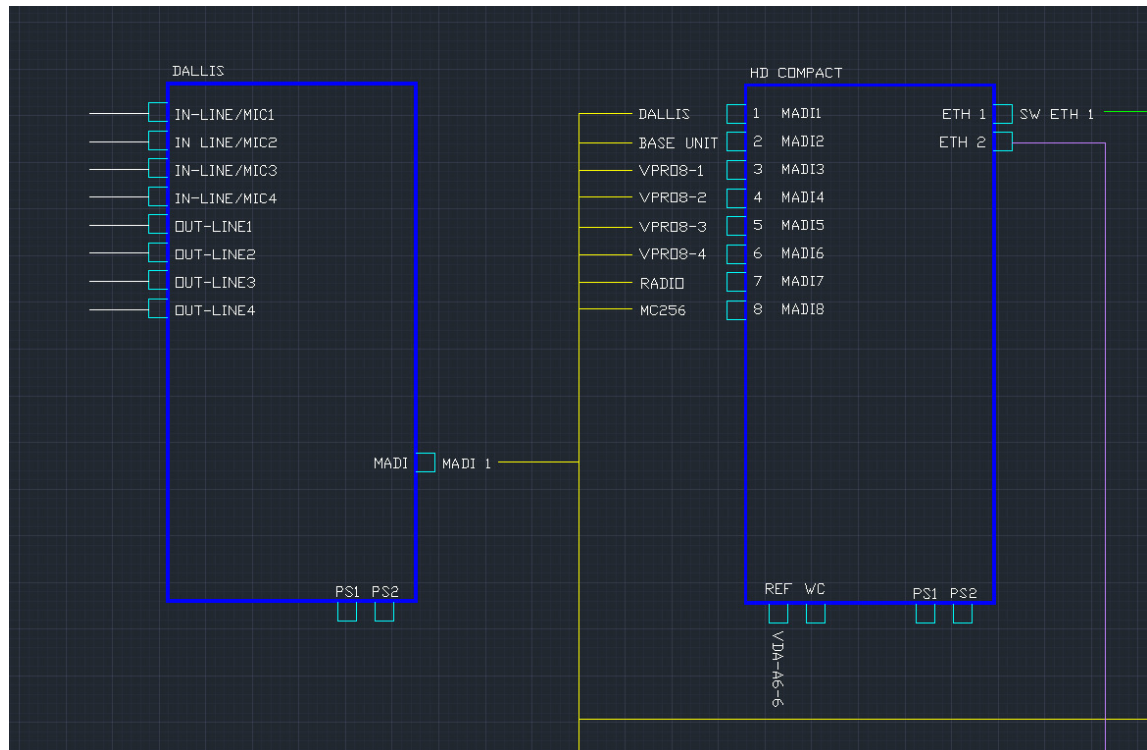 DALLIS
IN-LINE/MIC1
IN LINE/MIC2
IN-LINE/MIC3
IN-LINE/MIC4
OUT-LINE1
OUT-LINE2
OUT-LINE3
OUT-LINE4
MADI
MADI 1
PS1 PS2
HD COMPACT
DALLIS 1 MADI1 ETH 1 SW ETH 1
BASE UNIT 2 MADI2 ETH 2
VPRO8-1 3 MADI3
VPRO8-2 4 MADI4
VPRO8-3 5 MADI5
VPRO8-4 6 MADI6
RADIO 7 MADI7
MC256 8 MADI8
REF WC PS1 PS2
VDA-A6-6